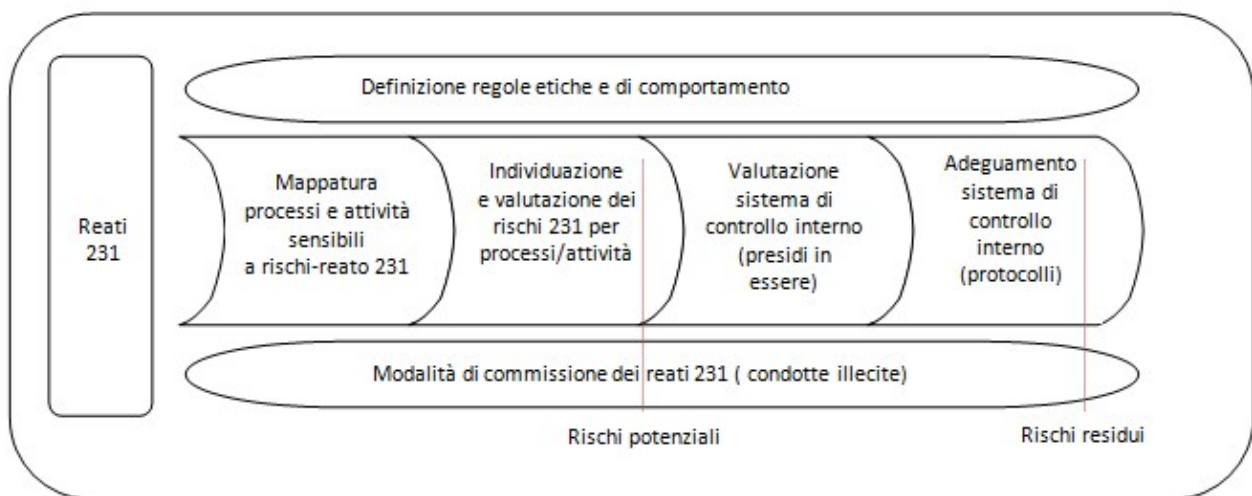 Definizione regole etiche e di comportamento
Reati
231
Mappatura
processi e attività
sensibili
a rischi-reato 231
Individuazione
e valutazione dei
rischi 231 per
processi/attività
Valutazione
sistema di
controllo interno
(presidi in
essere)
Adeguamento
sistema di
controllo
interno
(protocolli)
Modalità di commissione dei reati 231 ( condotte illecite)
Rischi potenziali
Rischi residui